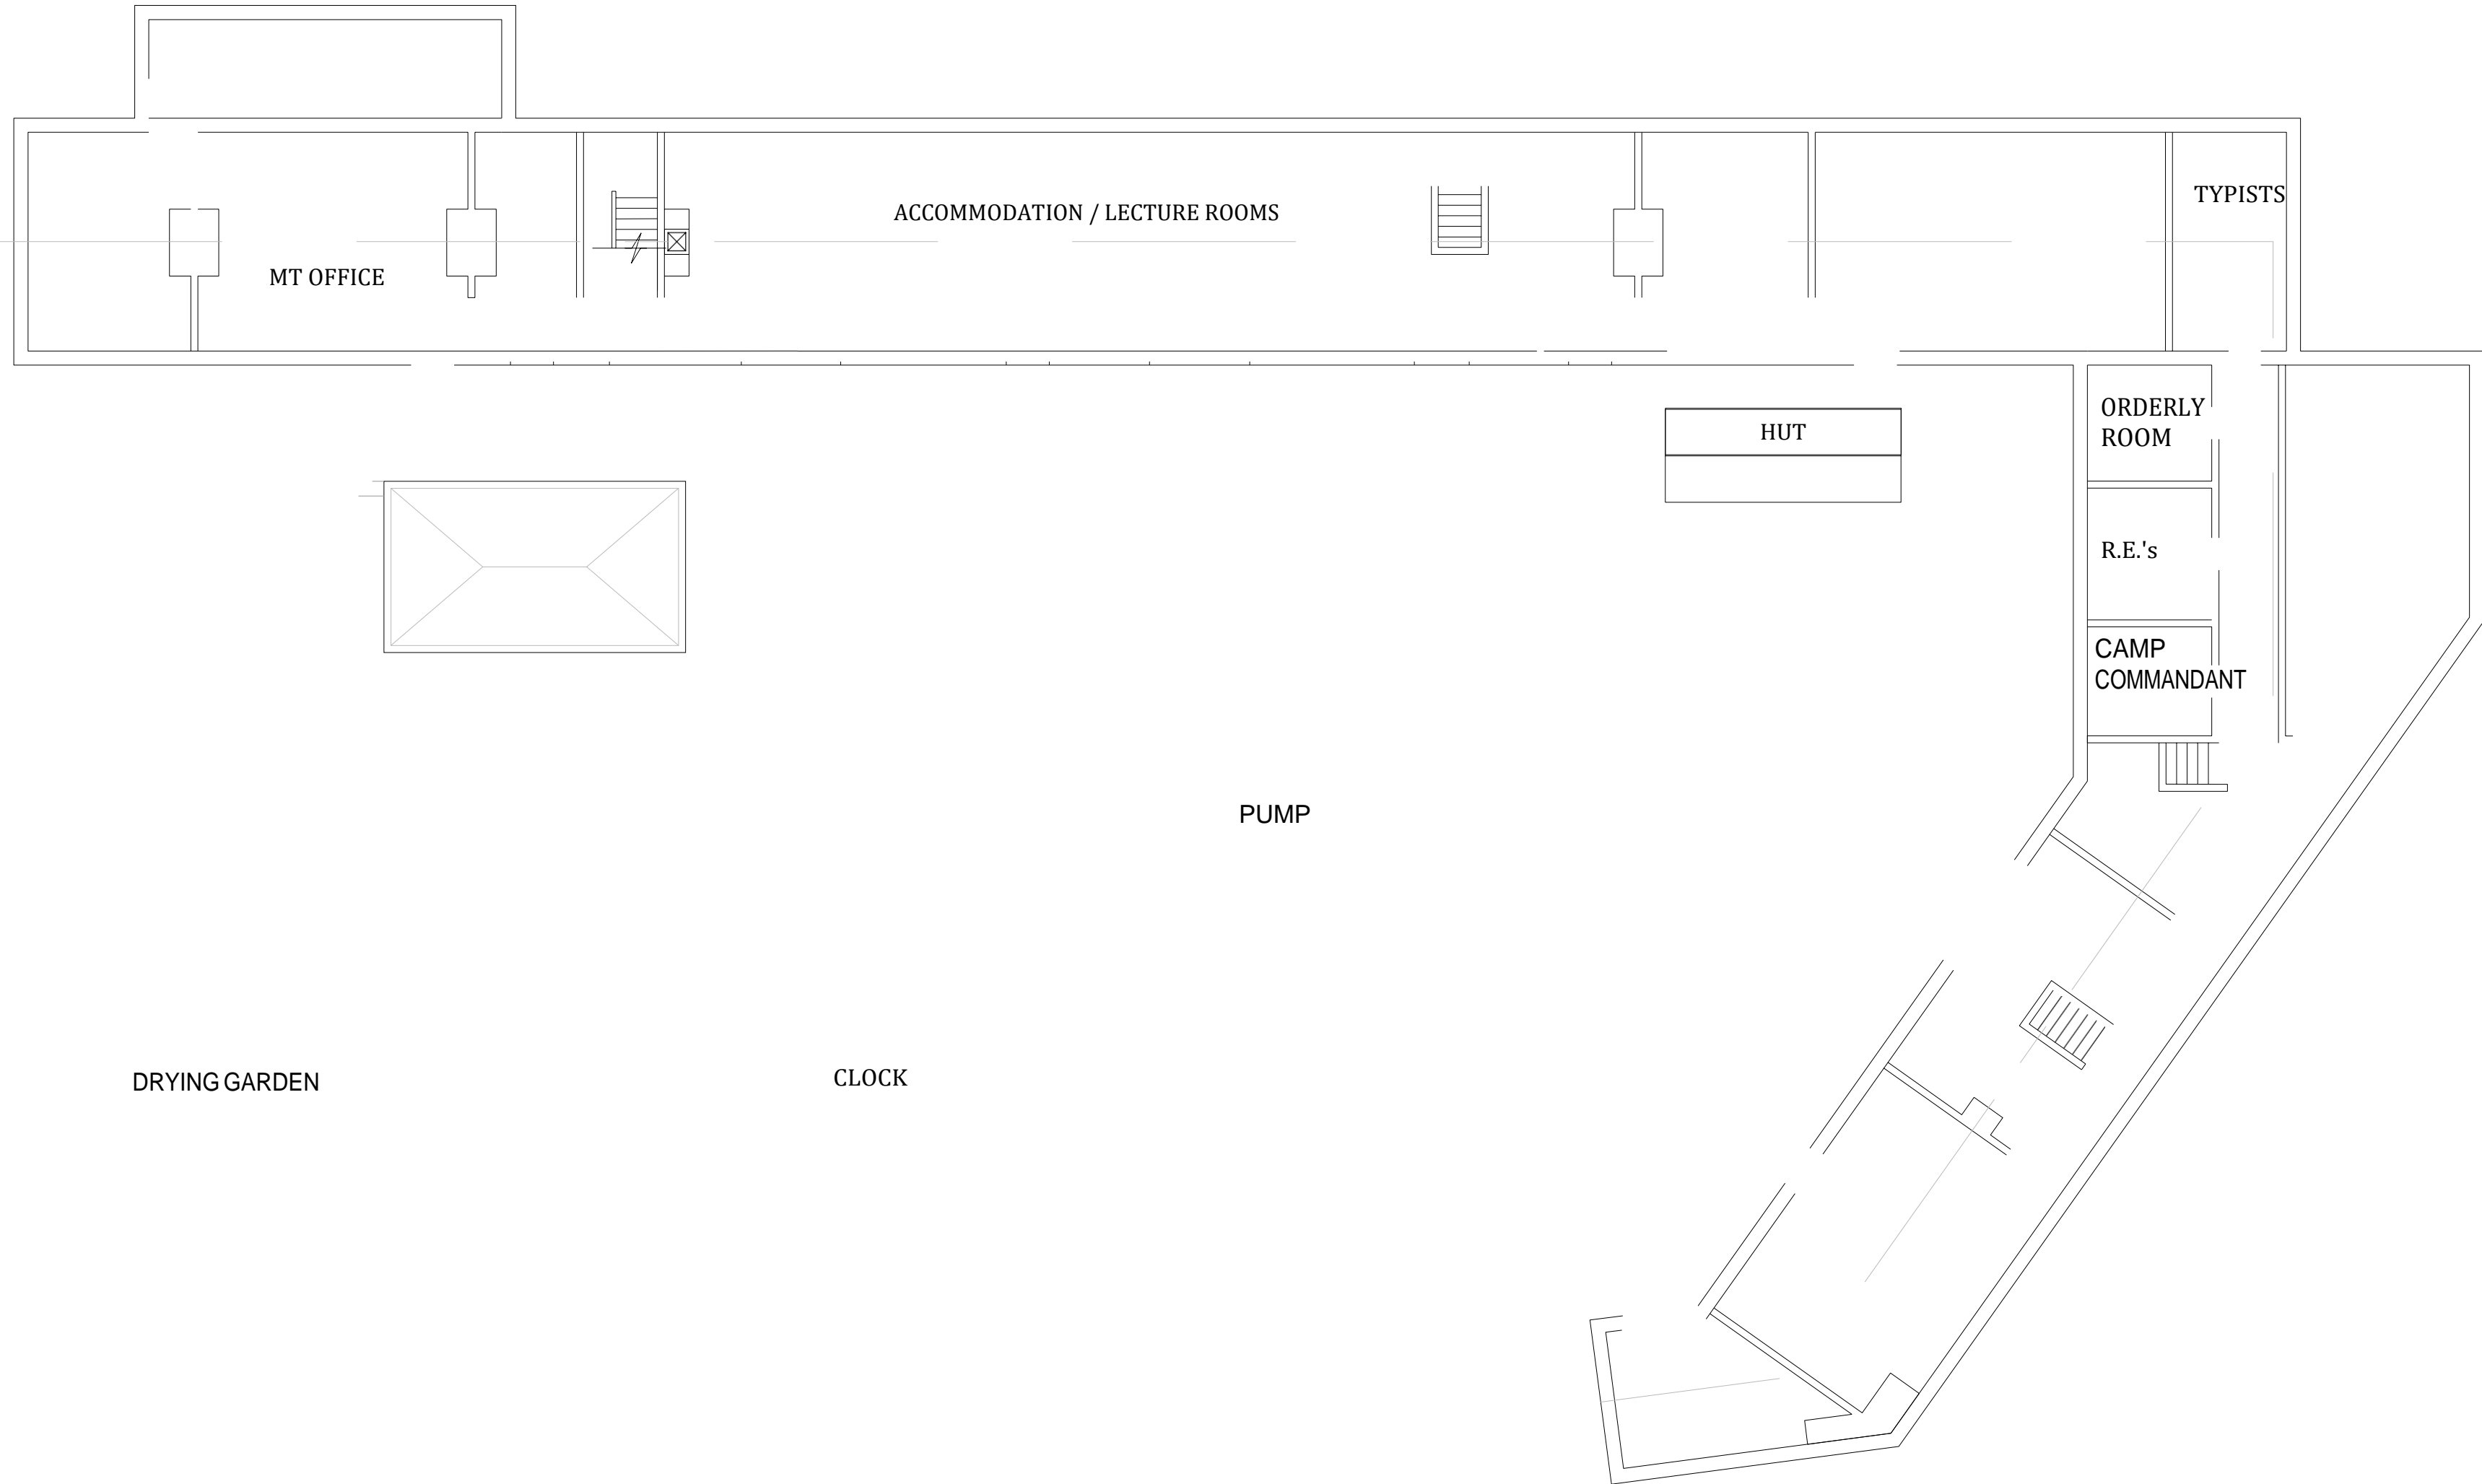 TYPISTS
ACCOMMODATION / LECTURE ROOMS
MT OFFICE
ORDERLY
ROOM
HUT
R.E.'s
CAMP
COMMANDANT
PUMP
DRYING GARDEN
CLOCK